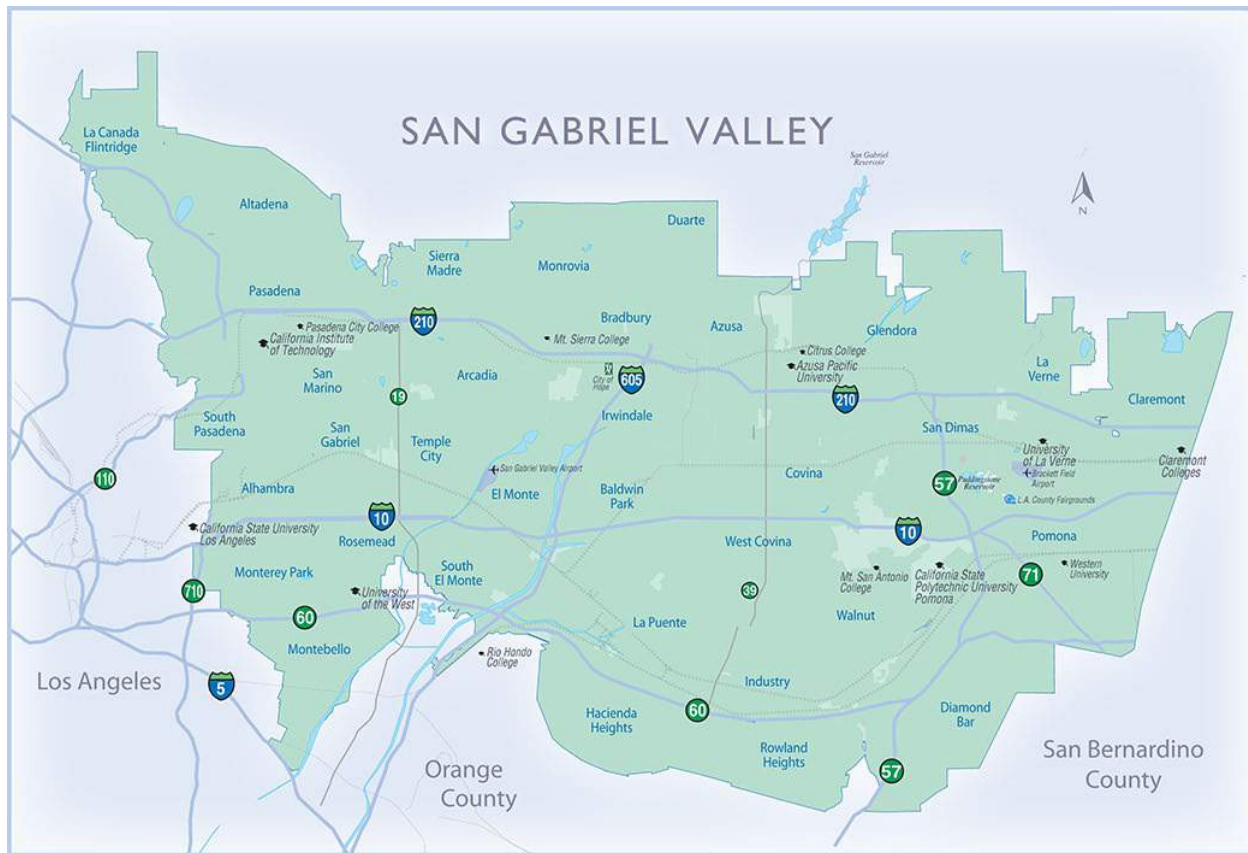 SAN GABRIEL VALLEY
La Canada
Flintridge
San Gabriel
Reservoir
N
Altadena
Duarte
Sierra
Madre
Monrovia
Pasadena
Bradbury
Azusa
Glendora
210
Pasadena City College
California Institute
of Technology
Mt. Sierra College
Citrus College
Azusa Pacific
University
La
Verne
San
Marino
Arcadia
City of
Hope
605
19
210
Claremont
Irwindale
South
Pasadena
San
Gabriel
Temple
City
San Dimas
University
of La Verne
Claremont
Colleges
110
San Gabriel Valley Airport
Covina
57
Puddingstone
Reservoir
Brackett Field
Airport
Alhambra
El Monte
Baldwin
Park
L.A. County Fairgrounds
10
California State University
Los Angeles
Rosemead
10
West Covina
Pomona
Monterey Park
South
El Monte
Mt. San Antonio
College
California State
Polytechnic University
Pomona
71
Western
University
710
University
of the West
39
60
La Puente
Walnut
Montebello
Rio Hondo
College
Los Angeles
5
Industry
60
Hacienda
Heights
Diamond
Bar
Rowland
Heights
57
Orange
County
San Bernardino
County